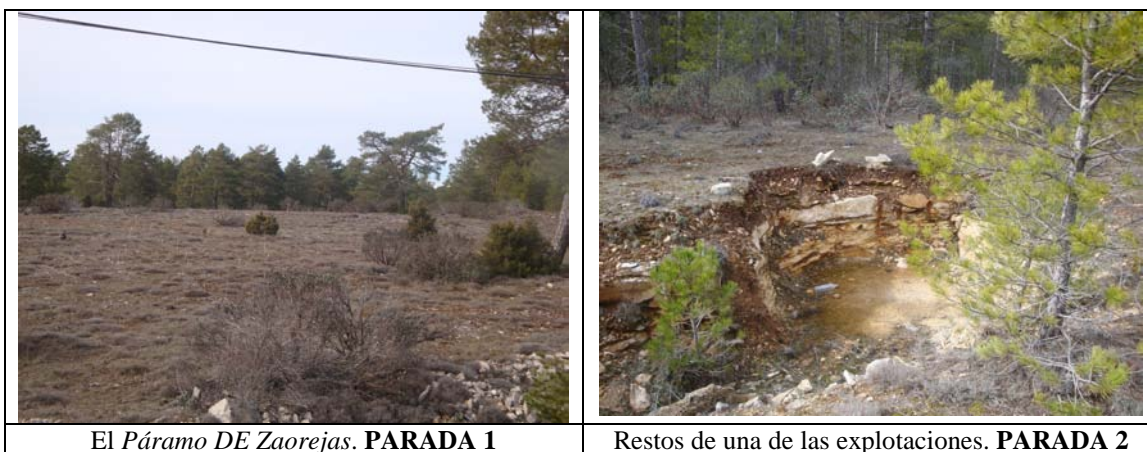 El Páramo DE Zaorejas. PARADA 1
Restos de una de las explotaciones. PARADA 2